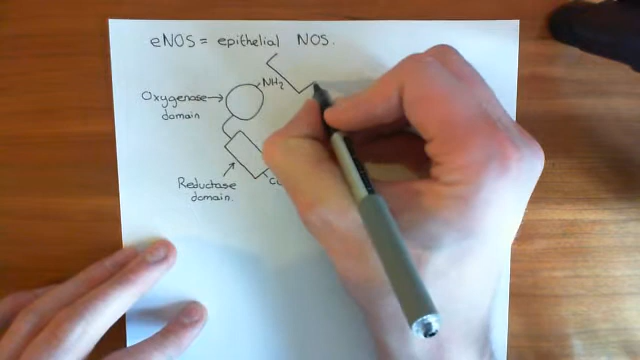 eNOS = epithelial NOS.
NH₂
Oxygenase
domain
Reductase
domain.